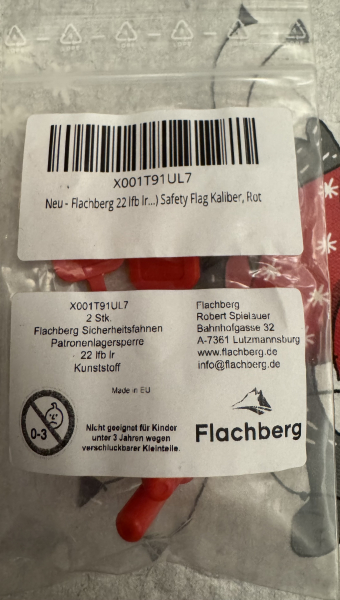 X001T91UL7
Neu - Flachberg 22 lfb lr...) Safety Flag Kaliber, Rot
X001T91UL7
2 Stk.
Flachberg Sicherheitsfahnen
Patronenlagersperre
22 lfb lr
Kunststoff
Made in EU
Flachberg
Robert Spielauer
Bahnhofgasse 32
A-7361 Lutzmannsburg
www.flachberg.de
info@flachberg.de
0-3
Nicht geeignet für Kinder
unter 3 Jahren wegen
verschluckbarer Kleinteile.
Flachberg